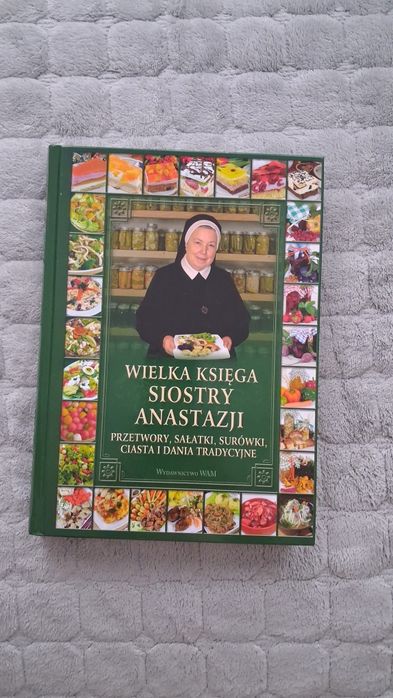 WIELKA KSIĘGA
SIOSTRY
ANASTAZJI
PRZETWORY, SAŁATKI, SURÓWKI,
CIASTA I DANIA TRADYCYJNE
WYDAWNICTWO WAM